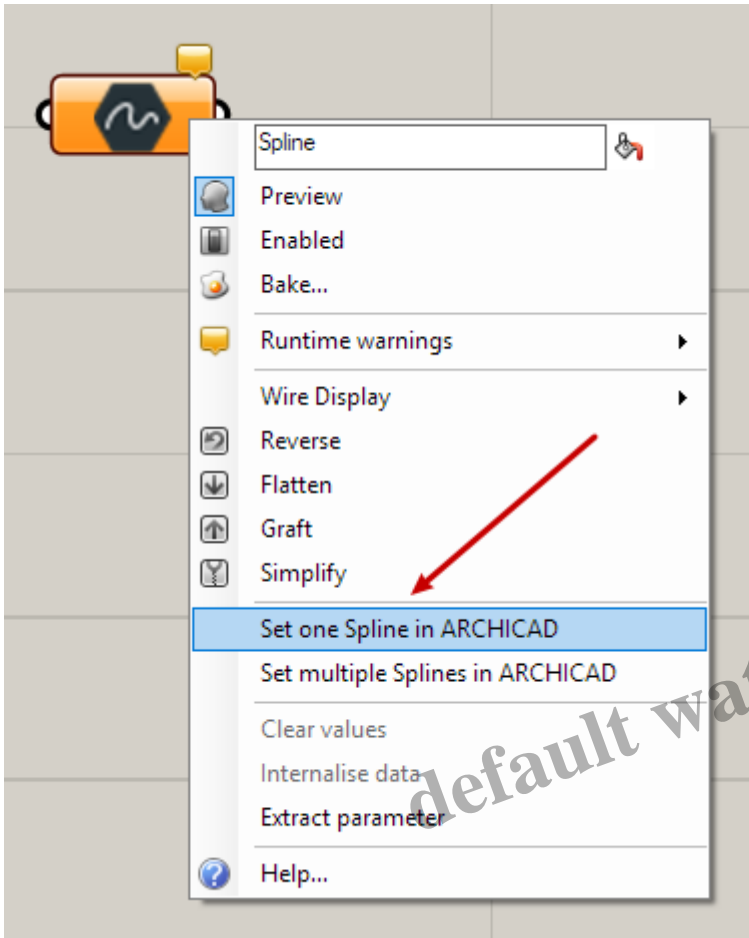 Spline
Preview
Enabled
Bake...
Runtime warnings
Wire Display
Reverse
Flatten
Graft
Simplify
Set one Spline in ARCHICAD
Set multiple Splines in ARCHICAD
Clear values
Internalise data
Extract parameter
Help...
default